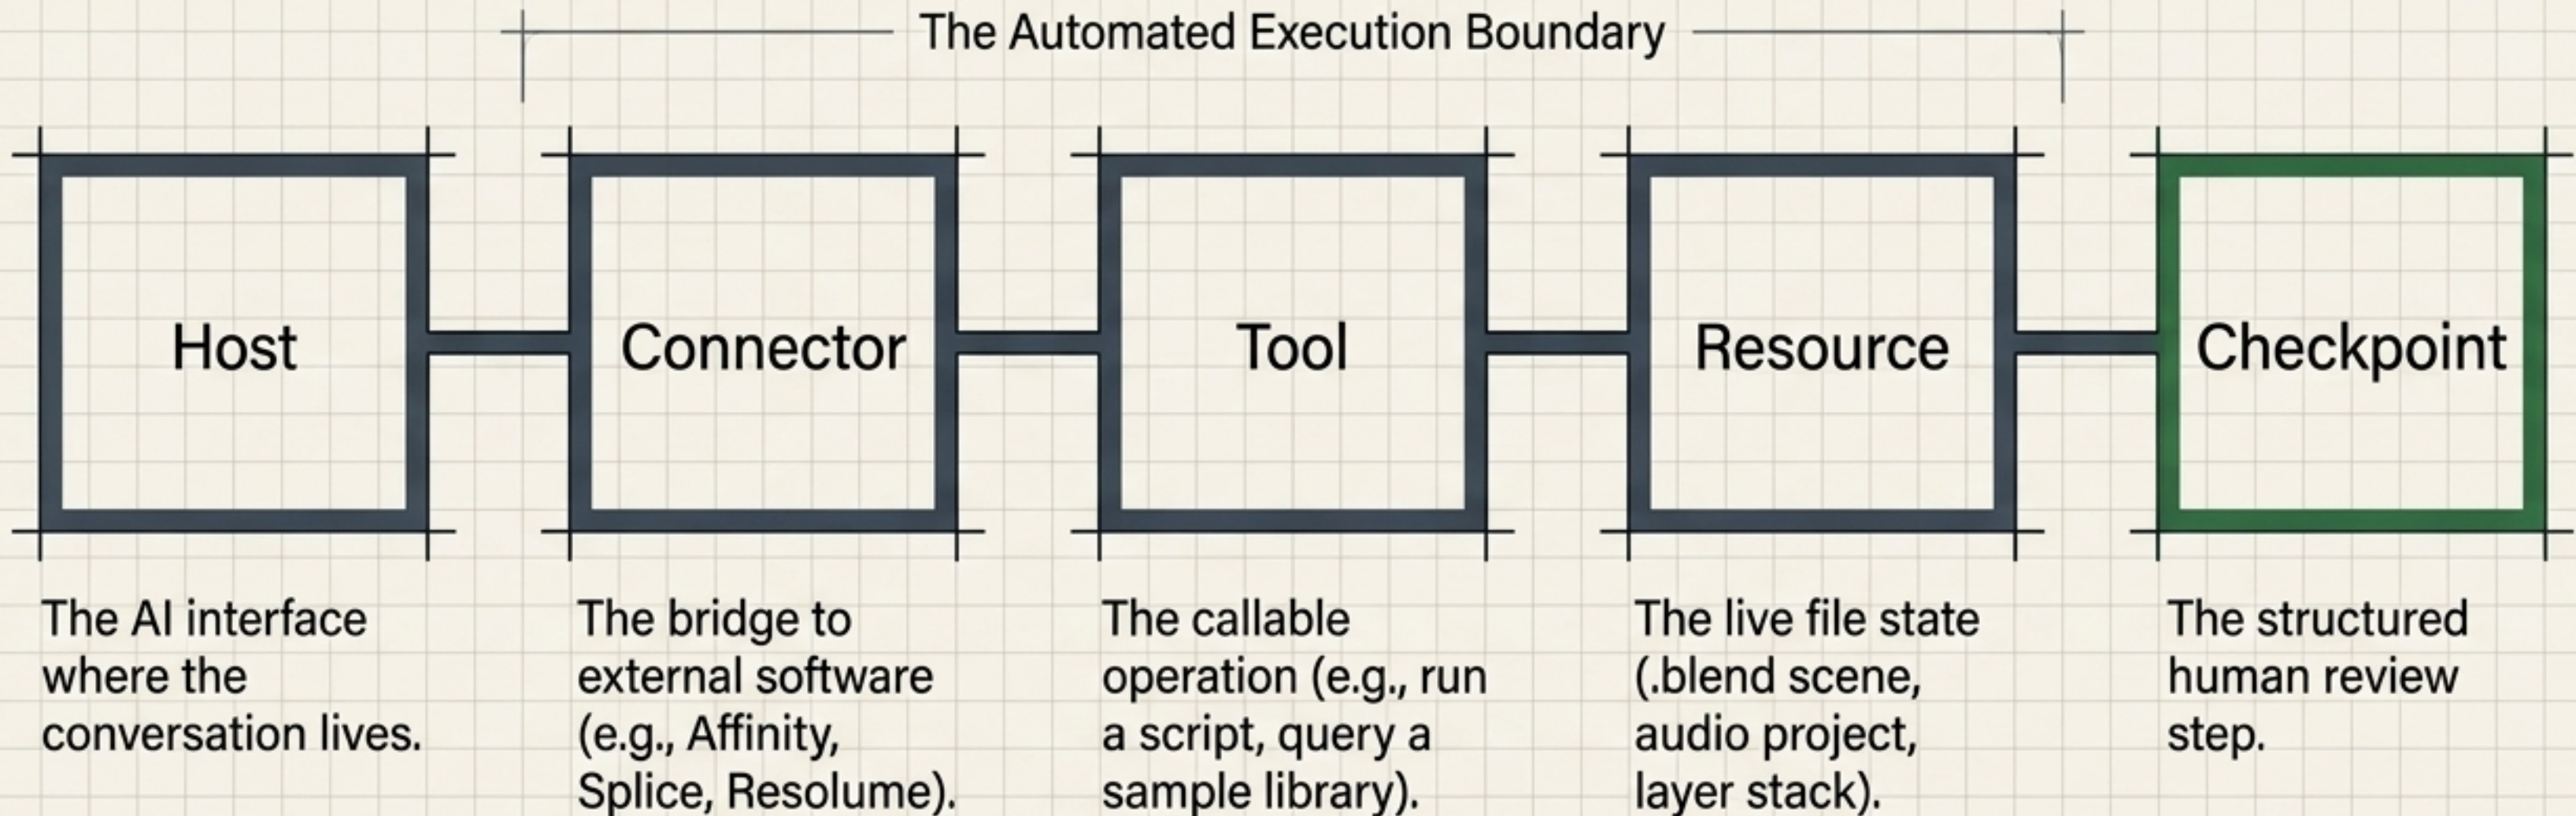 The Automated Execution Boundary
Host
Connector
Tool
Resource
Checkpoint
The AI interface
where the
conversation lives.
The bridge to
external software
(e.g., Affinity,
Splice, Resolume).
The callable
operation (e.g., run
a script, query a
sample library).
The live file state
(.blend scene,
audio project,
layer stack).
The structured
human review
step.